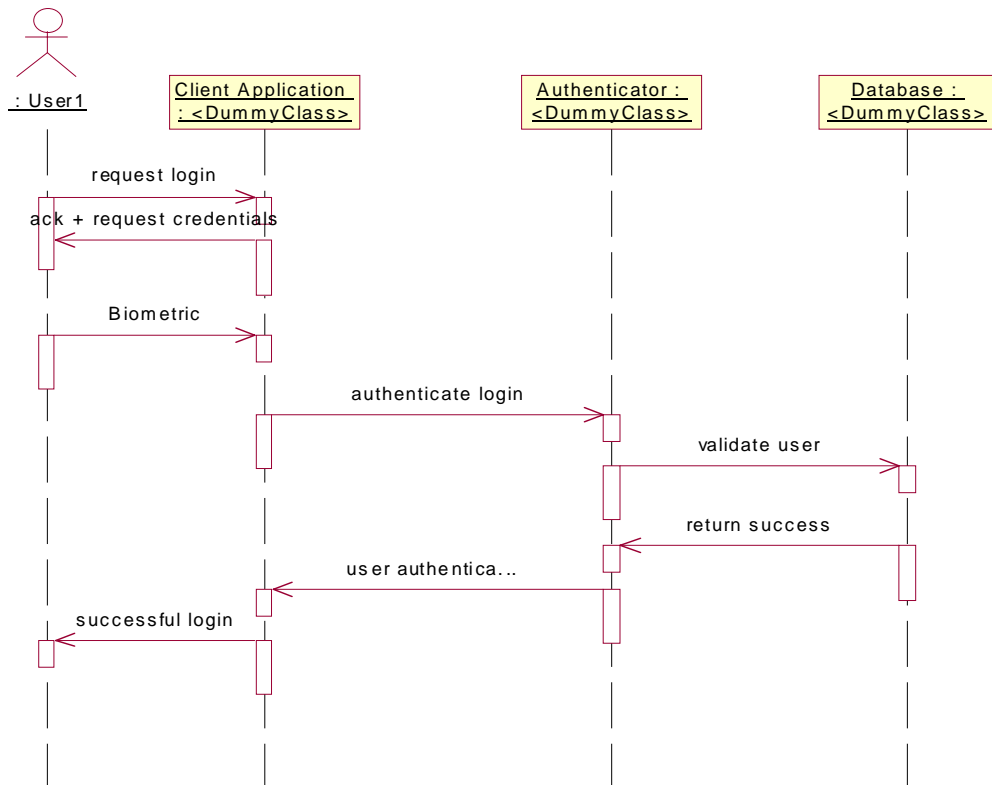 : User1
Client Application
: <DummyClass>
Authenticator :
<DummyClass>
Database :
<DummyClass>
request login
ack + request credentials
Biometric
authenticate login
validate user
return success
user authentica...
successful login